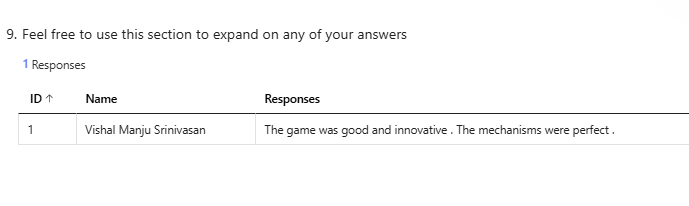 9. Feel free to use this section to expand on any of your answers
1 Responses
ID ↑ Name Responses
1 Vishal Manju Srinivasan The game was good and innovative . The mechanisms were perfect .